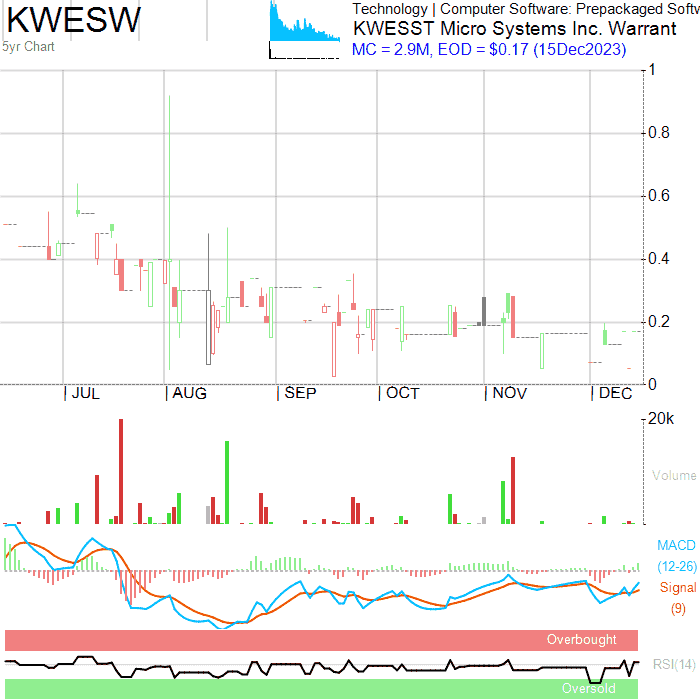 KWESW
5yr Chart
Technology | Computer Software: Prepackaged Softw
KWESST Micro Systems Inc. Warrant
MC = 2.9M, EOD = $0.17 (15Dec2023)
1
0.8
0.6
0.4
0.2
0
| JUL | AUG | SEP | OCT | NOV | DEC
20k
Volume
MACD
(12-26)
Signal
(9)
Overbought
RSI(14)
Oversold